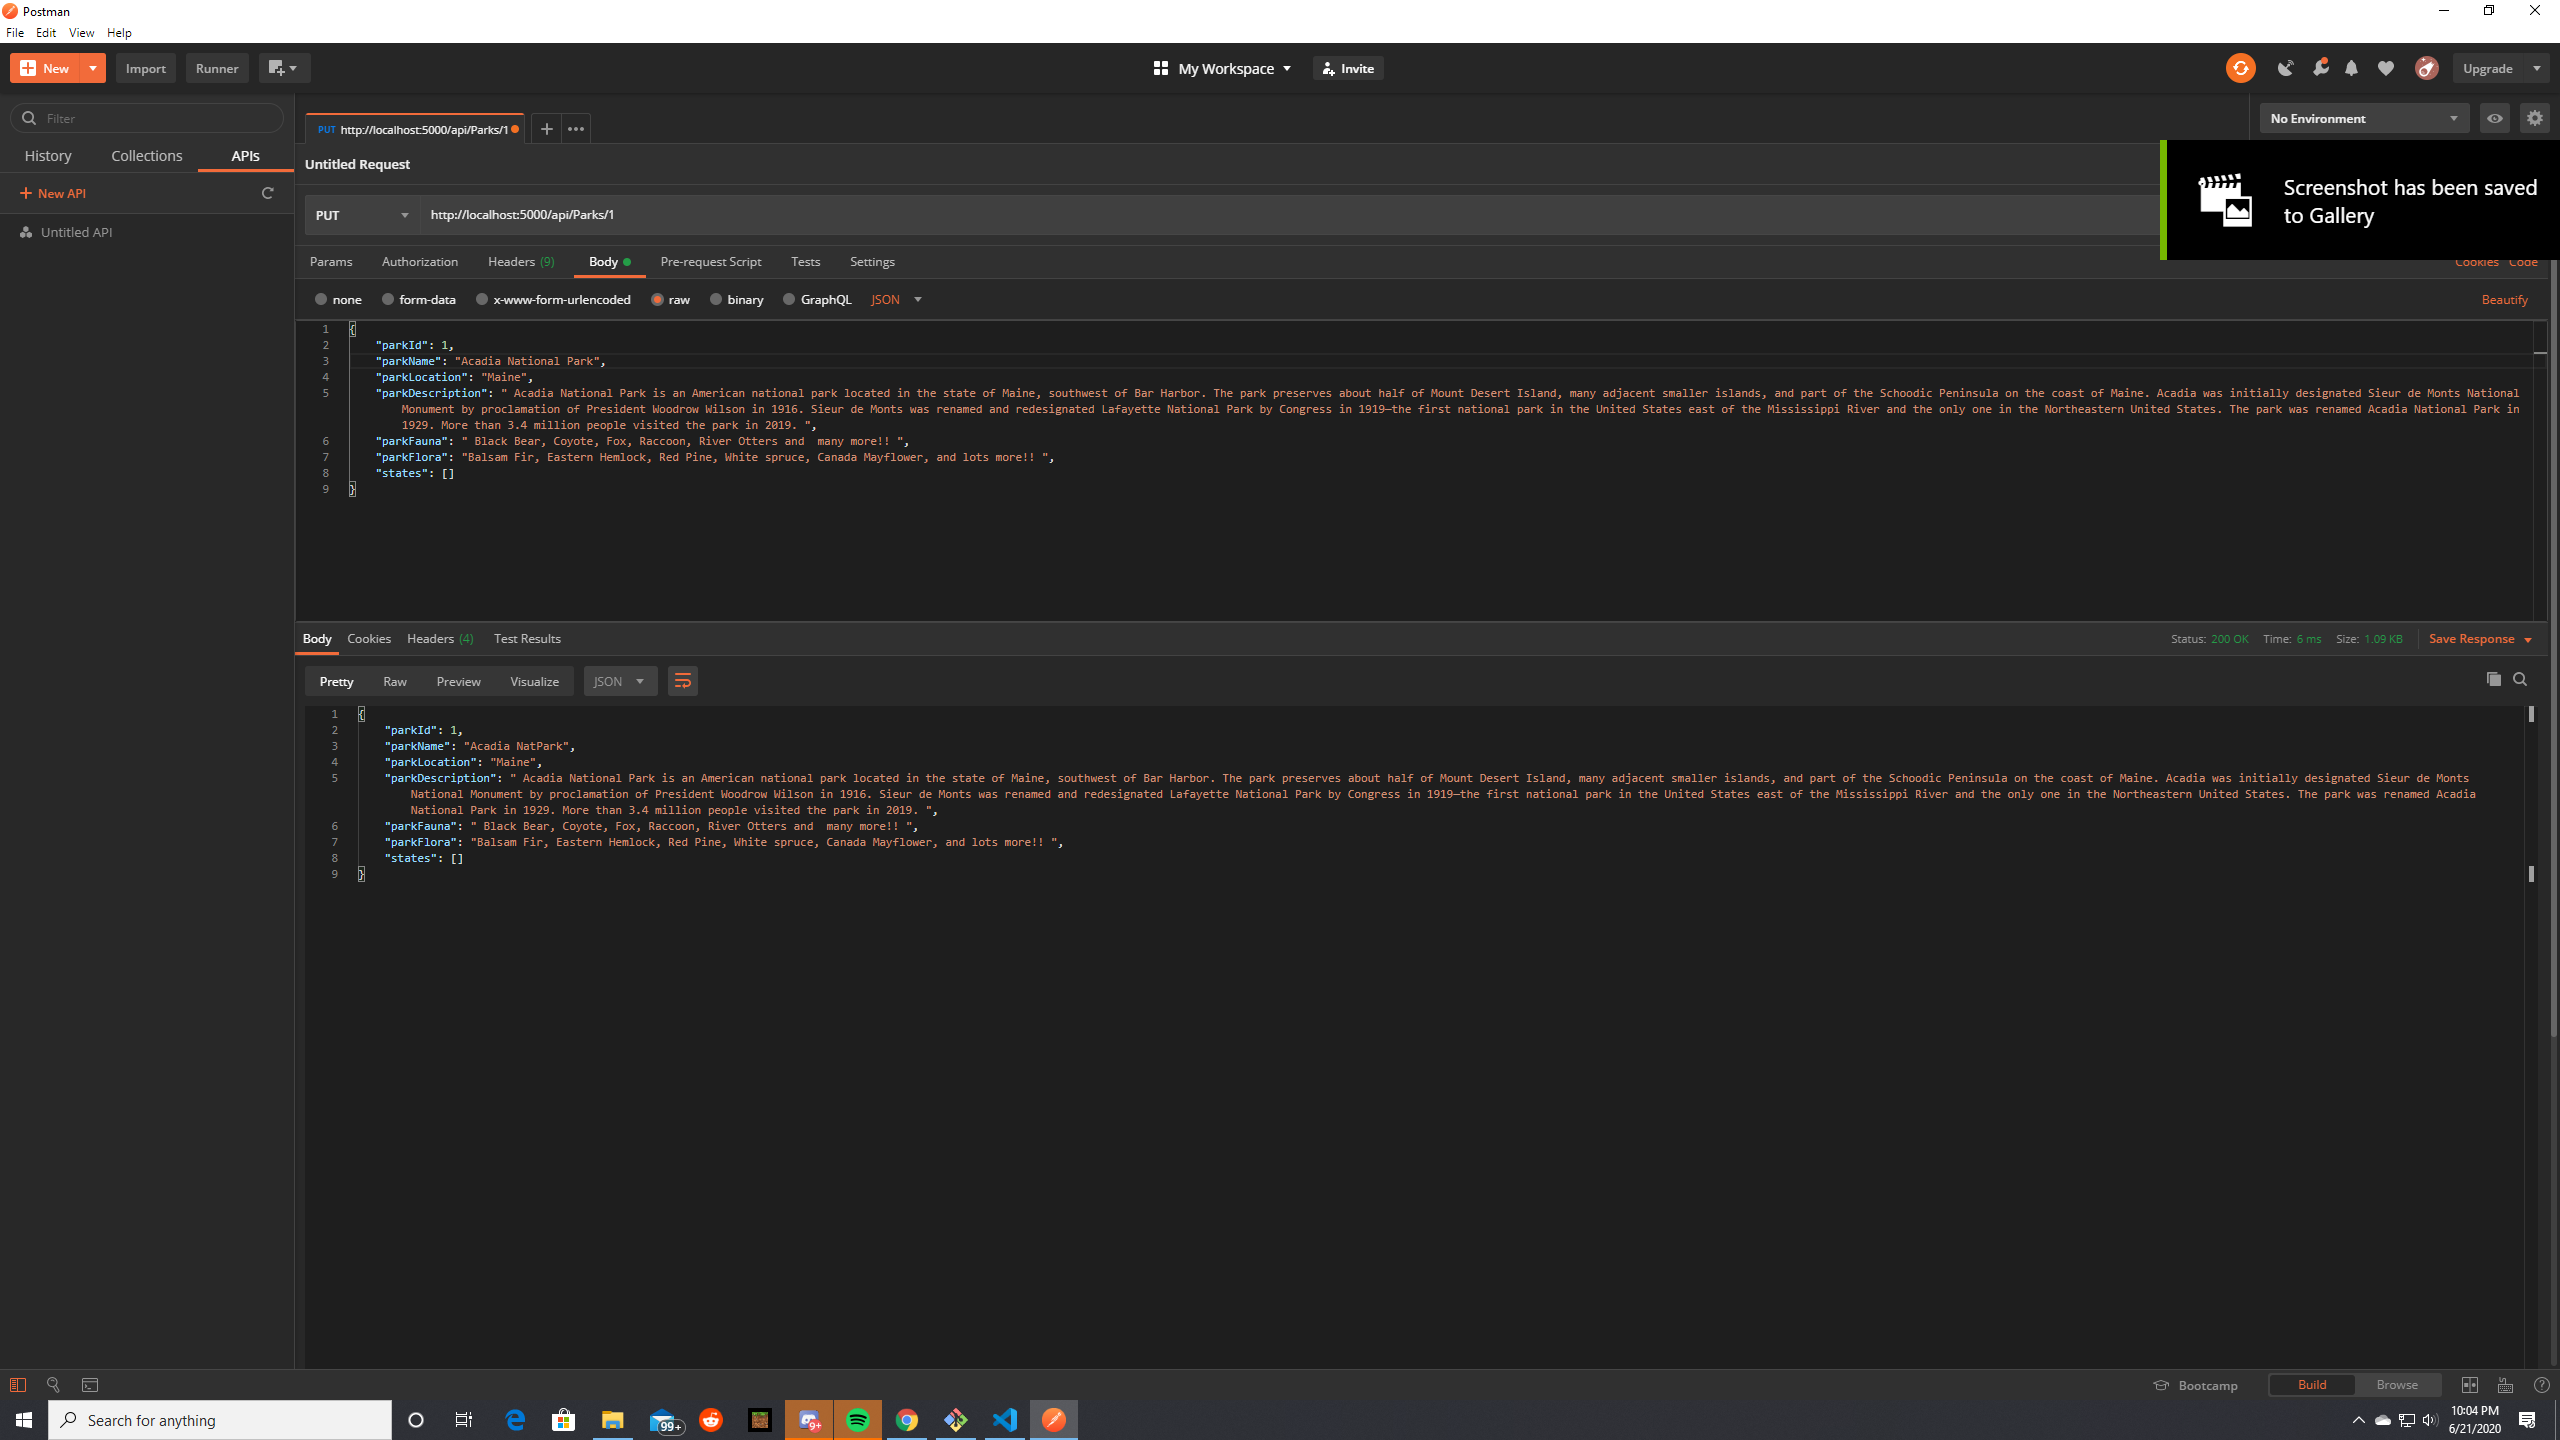 Postman
File Edit View Help
New Import Runner My Workspace Invite Upgrade
Filter
History Collections APIs
New API
Untitled API
PUT http://localhost:5000/api/Parks/1
No Environment
Untitled Request
Screenshot has been saved
to Gallery
PUT http://localhost:5000/api/Parks/1
Params Authorization Headers (9) Body Pre-request Script Tests Settings Cookies Code
none form-data x-www-form-urlencoded raw binary GraphQL JSON Beautify
1 {
2 "parkId": 1,
3 "parkName": "Acadia National Park",
4 "parkLocation": "Maine",
5 "parkDescription": " Acadia National Park is an American national park located in the state of Maine, southwest of Bar Harbor. The park preserves about half of Mount Desert Island, many adjacent smaller islands, and part of the Schoodic Peninsula on the coast of Maine. Acadia was initially designated Sieur de Monts National
Monument by proclamation of President Woodrow Wilson in 1916. Sieur de Monts was renamed and redesignated Lafayette National Park by Congress in 1919—the first national park in the United States east of the Mississippi River and the only one in the Northeastern United States. The park was renamed Acadia National Park in
1929. More than 3.4 million people visited the park in 2019. ",
6 "parkFauna": " Black Bear, Coyote, Fox, Raccoon, River Otters and  many more!! ",
7 "parkFlora": "Balsam Fir, Eastern Hemlock, Red Pine, White spruce, Canada Mayflower, and lots more!! ",
8 "states": []
9 }
Body Cookies Headers (4) Test Results Status: 200 OK Time: 6 ms Size: 1.09 KB Save Response
Pretty Raw Preview Visualize JSON
1 {
2 "parkId": 1,
3 "parkName": "Acadia NatPark",
4 "parkLocation": "Maine",
5 "parkDescription": " Acadia National Park is an American national park located in the state of Maine, southwest of Bar Harbor. The park preserves about half of Mount Desert Island, many adjacent smaller islands, and part of the Schoodic Peninsula on the coast of Maine. Acadia was initially designated Sieur de Monts
National Monument by proclamation of President Woodrow Wilson in 1916. Sieur de Monts was renamed and redesignated Lafayette National Park by Congress in 1919—the first national park in the United States east of the Mississippi River and the only one in the Northeastern United States. The park was renamed Acadia
National Park in 1929. More than 3.4 million people visited the park in 2019. ",
6 "parkFauna": " Black Bear, Coyote, Fox, Raccoon, River Otters and  many more!! ",
7 "parkFlora": "Balsam Fir, Eastern Hemlock, Red Pine, White spruce, Canada Mayflower, and lots more!! ",
8 "states": []
9 }
Bootcamp Build Browse
Search for anything
99+
9+
10:04 PM
6/21/2020